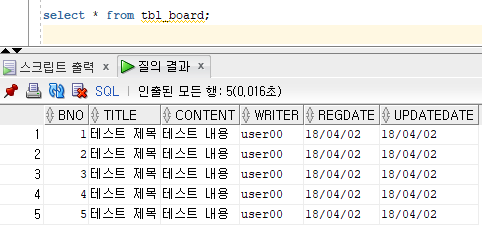 select * from tbl_board;
스크립트 출력 x 질의 결과 x
SQL | 인출된 모든 행: 5(0,016초)
BNO TITLE CONTENT WRITER REGDATE UPDATEDATE
1 1 테스트 제목 테스트 내용 user00 18/04/02 18/04/02
2 2 테스트 제목 테스트 내용 user00 18/04/02 18/04/02
3 3 테스트 제목 테스트 내용 user00 18/04/02 18/04/02
4 4 테스트 제목 테스트 내용 user00 18/04/02 18/04/02
5 5 테스트 제목 테스트 내용 user00 18/04/02 18/04/02